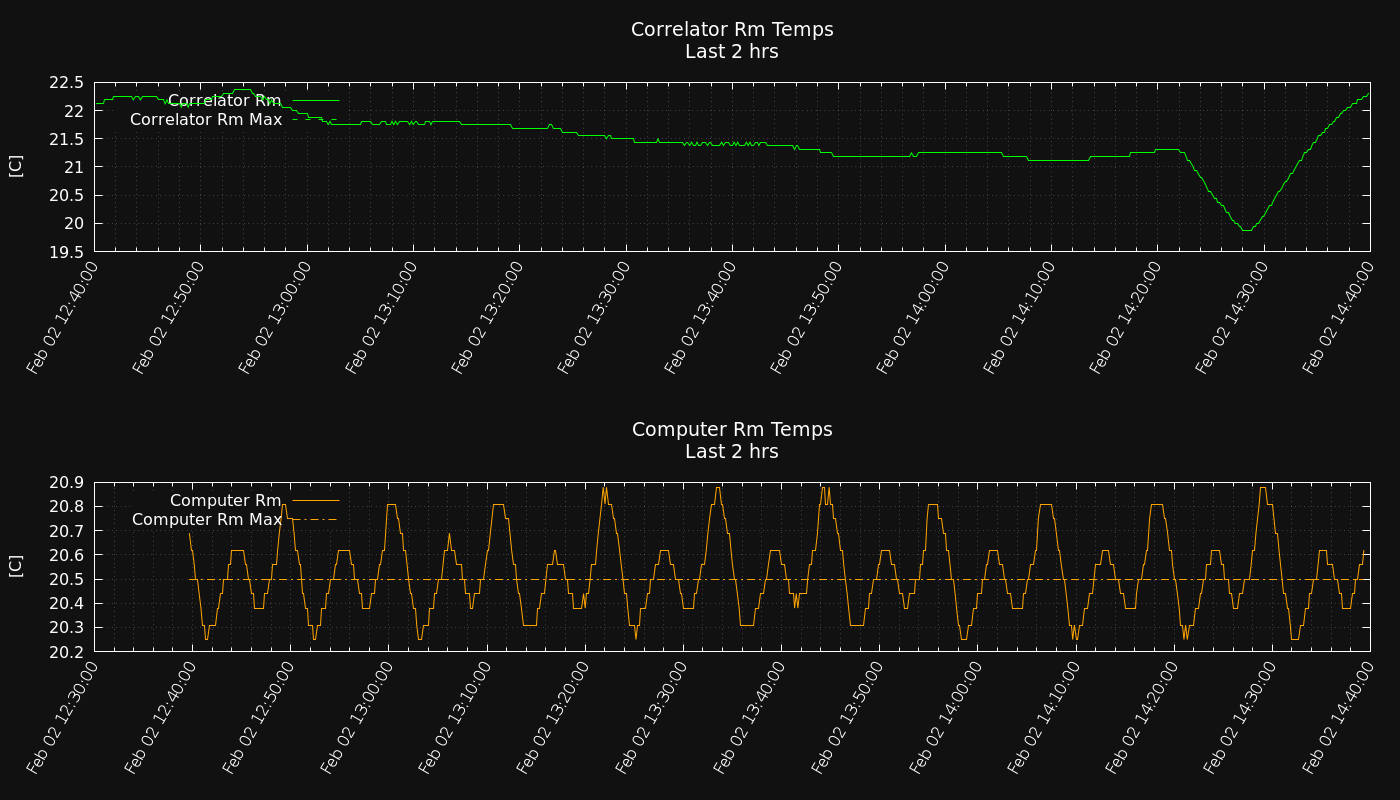 Correlator Rm Temps
Last 2 hrs
22.5
22
21.5
21
20.5
20
19.5
[C]
Correlator Rm
Correlator Rm Max
Feb 02 12:40:00
Feb 02 12:50:00
Feb 02 13:00:00
Feb 02 13:10:00
Feb 02 13:20:00
Feb 02 13:30:00
Feb 02 13:40:00
Feb 02 13:50:00
Feb 02 14:00:00
Feb 02 14:10:00
Feb 02 14:20:00
Feb 02 14:30:00
Feb 02 14:40:00
Computer Rm Temps
Last 2 hrs
20.9
20.8
20.7
20.6
20.5
20.4
20.3
20.2
[C]
Computer Rm
Computer Rm Max
Feb 02 12:30:00
Feb 02 12:40:00
Feb 02 12:50:00
Feb 02 13:00:00
Feb 02 13:10:00
Feb 02 13:20:00
Feb 02 13:30:00
Feb 02 13:40:00
Feb 02 13:50:00
Feb 02 14:00:00
Feb 02 14:10:00
Feb 02 14:20:00
Feb 02 14:30:00
Feb 02 14:40:00